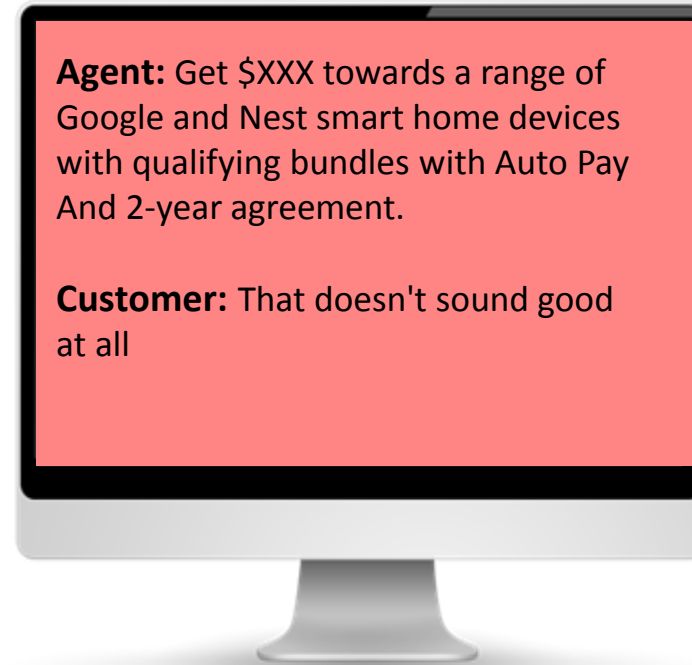 Agent: Get $XXX towards a range of
Google and Nest smart home devices
with qualifying bundles with Auto Pay
And 2-year agreement.
Customer: That doesn't sound good
at all